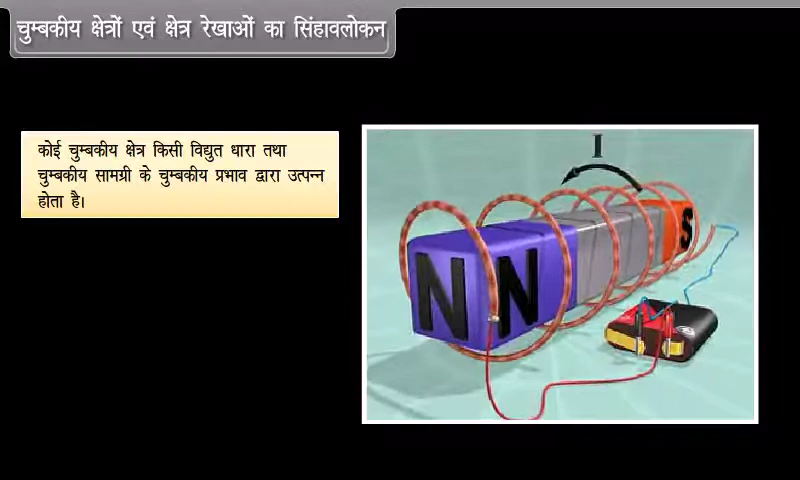 चुम्बकीय क्षेत्रों एवं क्षेत्र रेखाओं का सिंहावलोकन
कोई चुम्बकीय क्षेत्र किसी विद्युत धारा तथा
चुम्बकीय सामग्री के चुम्बकीय प्रभाव द्वारा उत्पन्न
होता है।
I
N N S